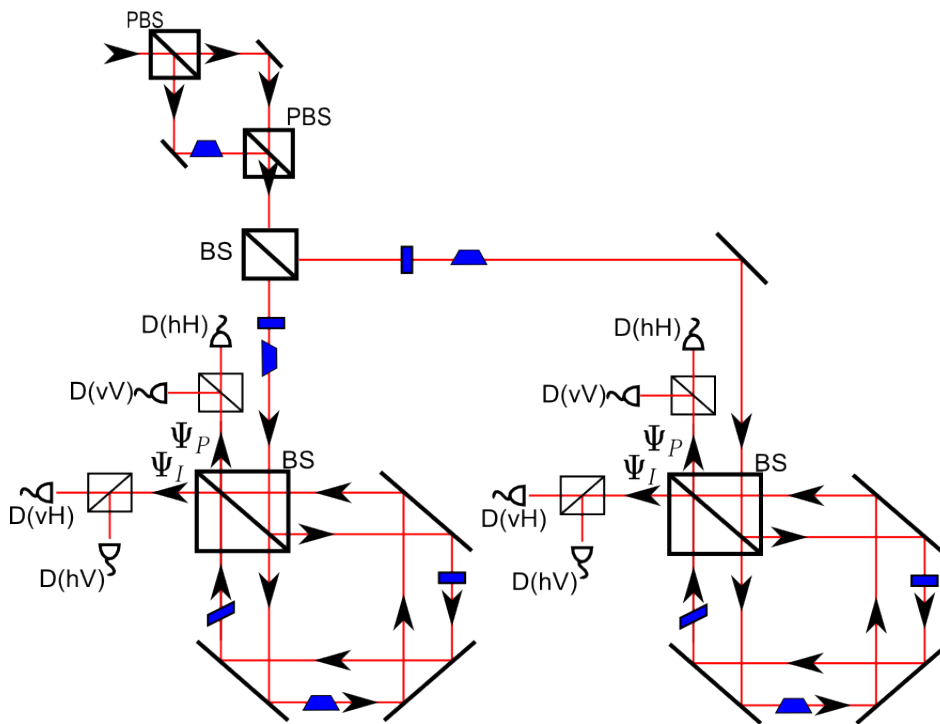 PBS
PBS
BS
D(hH)
D(hH)
D(vV)
D(vV)
Ψ_P
Ψ_P
Ψ_I
BS
Ψ_I
BS
D(vH)
D(vH)
D(hV)
D(hV)